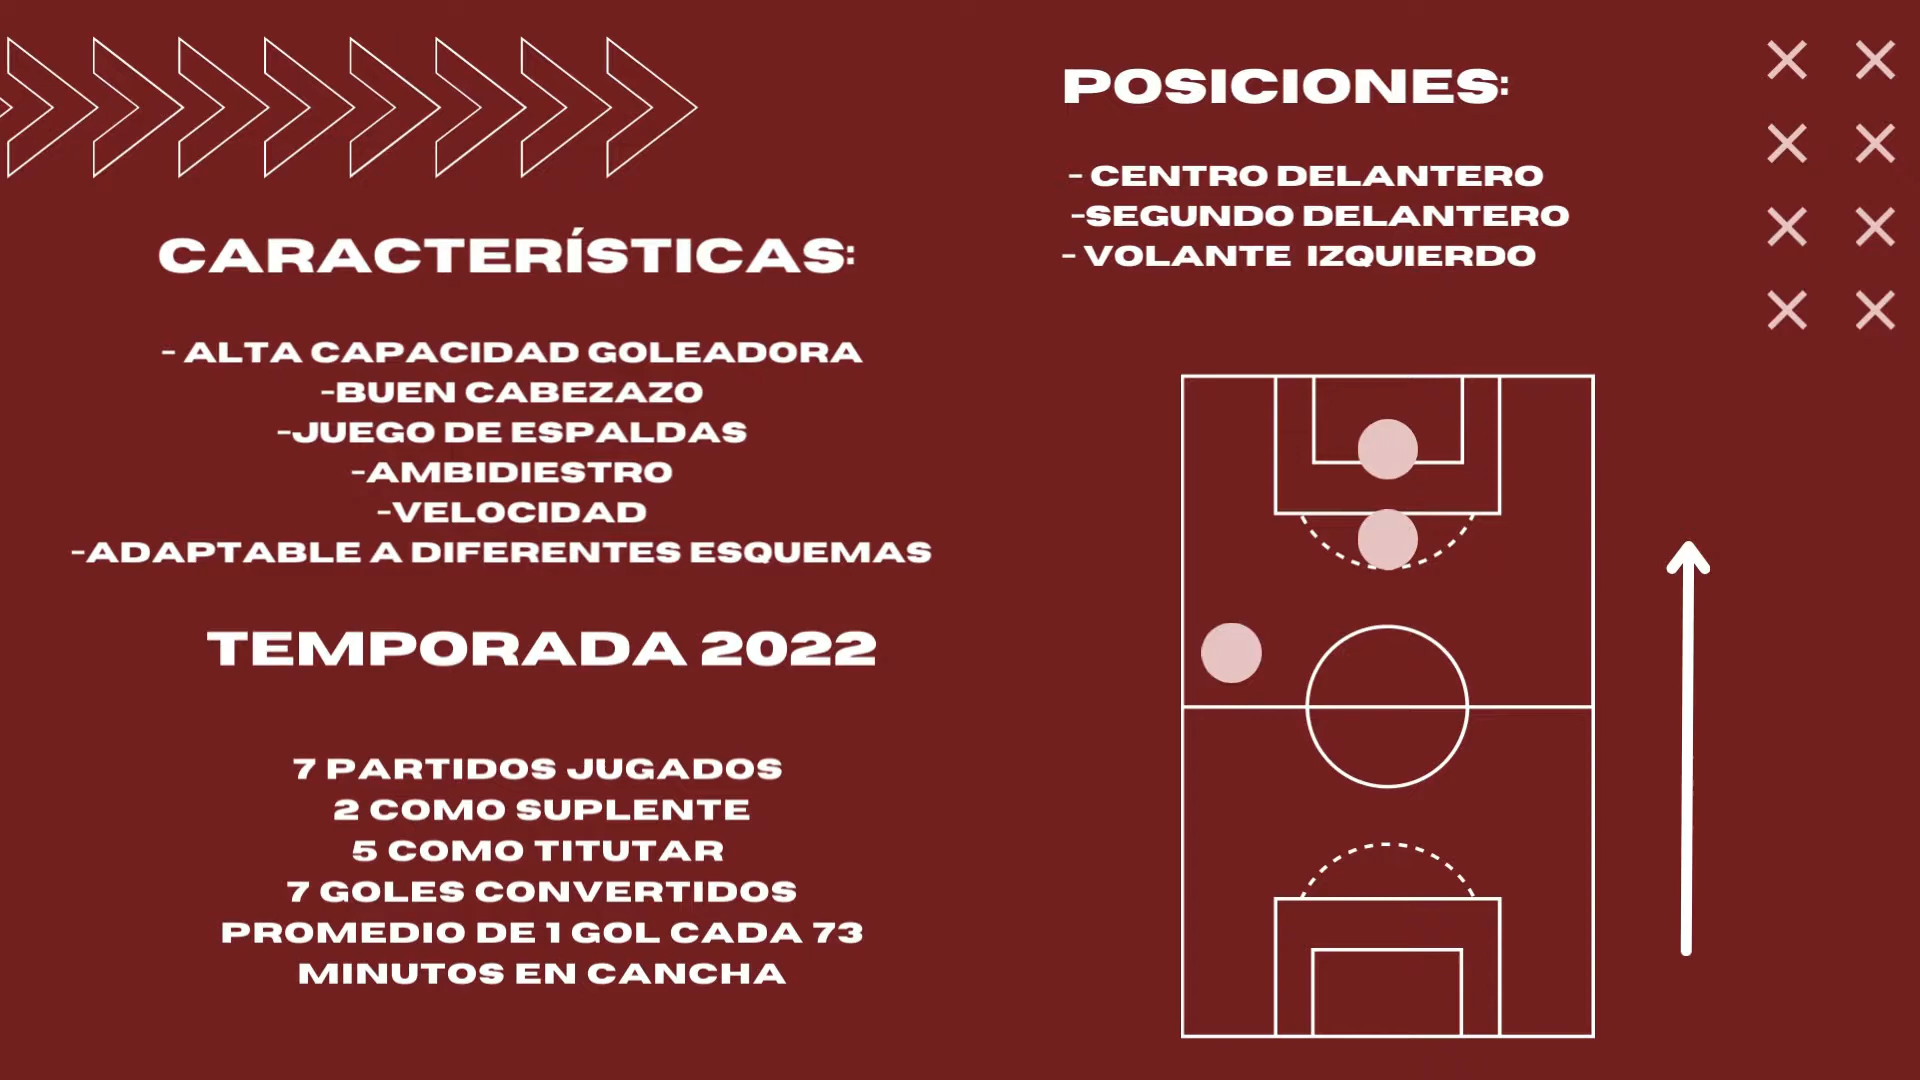 CARACTERÍSTICAS:
- ALTA CAPACIDAD GOLEADORA
-BUEN CABEZAZO
-JUEGO DE ESPALDAS
-AMBIDIESTRO
-VELOCIDAD
-ADAPTABLE A DIFERENTES ESQUEMAS
TEMPORADA 2022
7 PARTIDOS JUGADOS
2 COMO SUPLENTE
5 COMO TITUTAR
7 GOLES CONVERTIDOS
PROMEDIO DE 1 GOL CADA 73
MINUTOS EN CANCHA
POSICIONES:
- CENTRO DELANTERO
-SEGUNDO DELANTERO
- VOLANTE IZQUIERDO